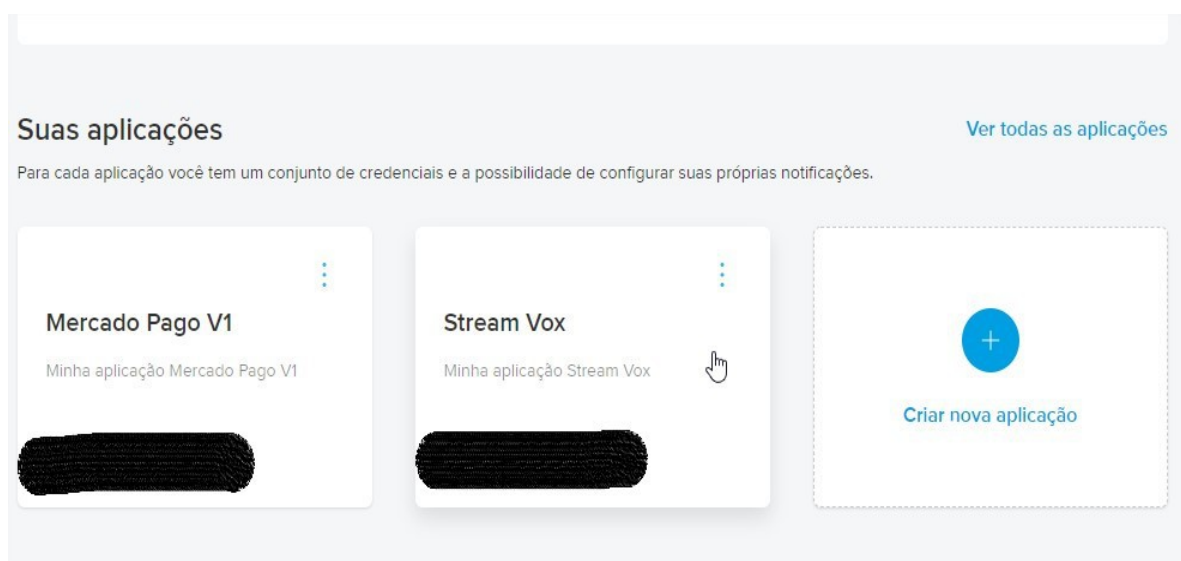 Suas aplicações
Ver todas as aplicações
Para cada aplicação você tem um conjunto de credenciais e a possibilidade de configurar suas próprias notificações.
Mercado Pago V1
Minha aplicação Mercado Pago V1
Stream Vox
Minha aplicação Stream Vox
Criar nova aplicação